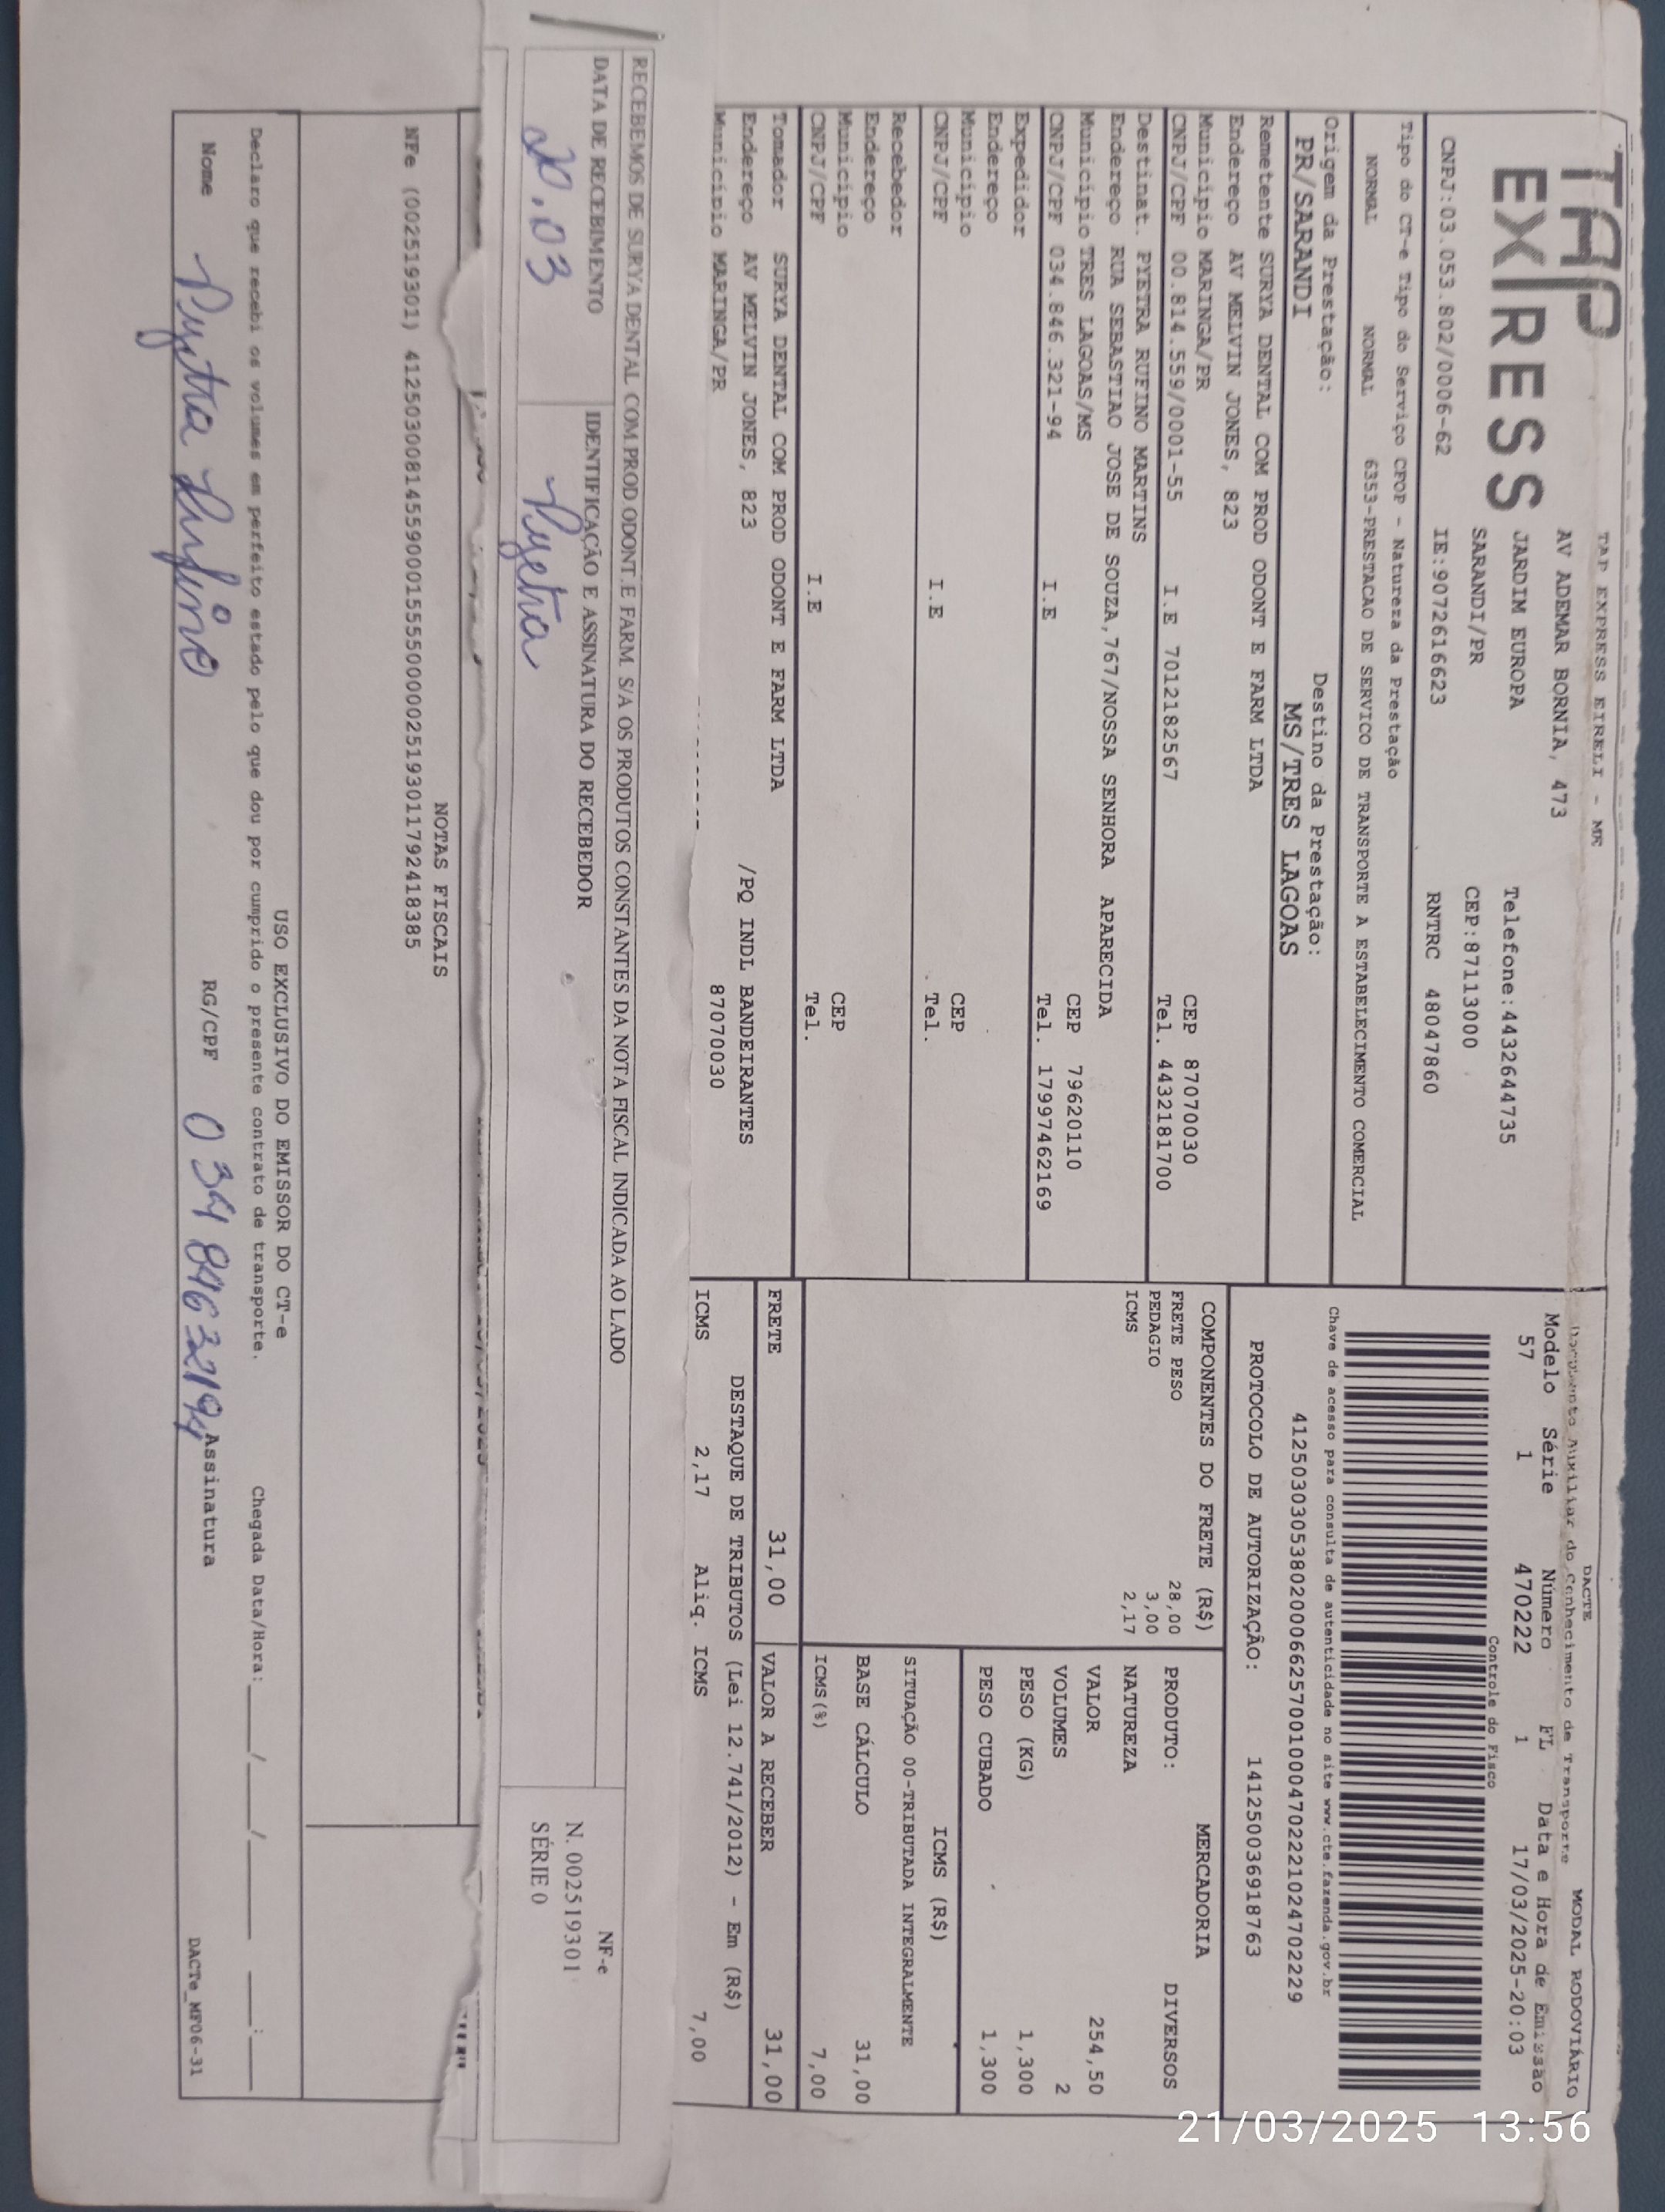 TAP
EXPRESS
TAP EXPRESS EIRELI - ME
AV ADEMAR BORNIA, 473
JARDIM EUROPA Telefone:4432644735
SARANDI/PR CEP:87113000
CNPJ:03.053.802/0006-62 IE:9072616623 RNTRC 48047860
Tipo do CT-e Tipo do Serviço CFOP - Natureza da Prestação
NORMAL NORMAL 6353-PRESTACAO DE SERVICO DE TRANSPORTE A ESTABELECIMENTO COMERCIAL
Origem da Prestação: Destino da Prestação:
PR/SARANDI MS/TRES LAGOAS
Remetente SURYA DENTAL COM PROD ODONT E FARM LTDA
Endereço AV MELVIN JONES, 823
Município MARINGA/PR CEP 87070030
CNPJ/CPF 00.814.559/0001-55 I.E 7012182567 Tel. 4432181700
Destinat. PYETRA RUFINO MARTINS
Endereço RUA SEBASTIAO JOSE DE SOUZA,767/NOSSA SENHORA APARECIDA
Município TRES LAGOAS/MS CEP 79620110
CNPJ/CPF 034.846.321-94 I.E Tel. 17997462169
Expedidor
Endereço
Município CEP
CNPJ/CPF I.E Tel.
Recebedor
Endereço
Município CEP
CNPJ/CPF I.E Tel.
Tomador SURYA DENTAL COM PROD ODONT E FARM LTDA
Endereço AV MELVIN JONES, 823 /PQ INDL BANDEIRANTES
Município MARINGA/PR 87070030
DACTE MODAL RODOVIÁRIO
Documento Auxiliar do Conhecimento de Transporte
Modelo Série Número FL Data e Hora de Emissão
57 1 470222 1 17/03/2025-20:03
Controle do Fisco
Chave de acesso para consulta de autenticidade no site www.cte.fazenda.gov.br
41250303053802000662570010004702221024702229
PROTOCOLO DE AUTORIZAÇÃO: 141250036918763
COMPONENTES DO FRETE (R$)
FRETE PESO 28,00
PEDAGIO 3,00
ICMS 2,17
MERCADORIA
PRODUTO: DIVERSOS
NATUREZA
VALOR 254,50
VOLUMES 2
PESO (KG) 1,300
PESO CUBADO 1,300
ICMS (R$)
SITUAÇÃO 00-TRIBUTADA INTEGRALMENTE
BASE CÁLCULO 31,00
ICMS(%) 7,00
FRETE 31,00 VALOR A RECEBER 31,00
DESTAQUE DE TRIBUTOS (Lei 12.741/2012) - Em (R$)
ICMS 2,17 Aliq. ICMS 7,00
RECEBEMOS DE SURYA DENTAL COM PROD ODONT.E FARM. S/A OS PRODUTOS CONSTANTES DA NOTA FISCAL INDICADA AO LADO
DATA DE RECEBIMENTO IDENTIFICAÇÃO E ASSINATURA DO RECEBEDOR
20.03 Pyetra
NF-e
N. 002519301
SÉRIE 0
NOTAS FISCAIS
NFe (002519301) 41250300814559000155550000025193011792418385
USO EXCLUSIVO DO EMISSOR DO CT-e
Declaro que recebi os volumes em perfeito estado pelo que dou por cumprido o presente contrato de transporte. Chegada Data/Hora:___/___/_____ ___:___
Nome Pyetra Rufino RG/CPF 03484632194 Assinatura
DACTe_MF06-31
21/03/2025 13:56